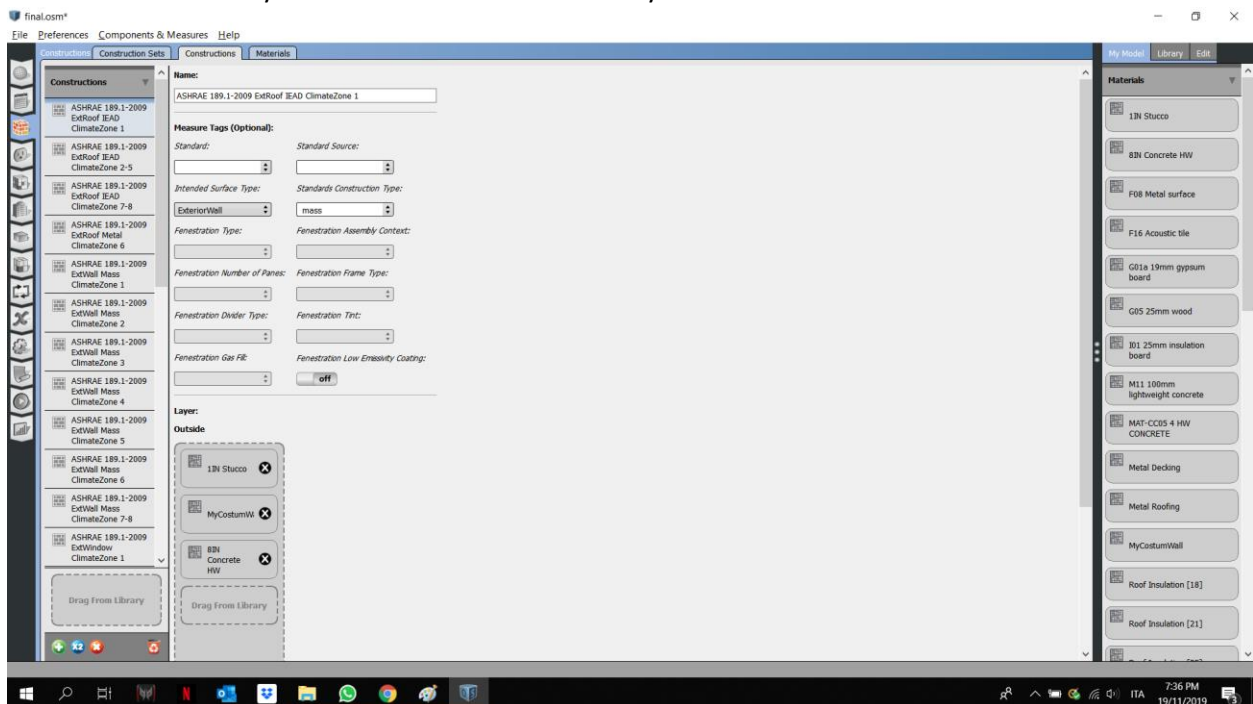 final.osm*
File Preferences Components & Measures Help
Constructions Construction Sets Constructions Materials
My Model Library Edit
Constructions
ASHRAE 189.1-2009
ExtRoof IEAD
ClimateZone 1
ASHRAE 189.1-2009
ExtRoof IEAD
ClimateZone 2-5
ASHRAE 189.1-2009
ExtRoof IEAD
ClimateZone 7-8
ASHRAE 189.1-2009
ExtRoof Metal
ClimateZone 6
ASHRAE 189.1-2009
ExtWall Mass
ClimateZone 1
ASHRAE 189.1-2009
ExtWall Mass
ClimateZone 2
ASHRAE 189.1-2009
ExtWall Mass
ClimateZone 3
ASHRAE 189.1-2009
ExtWall Mass
ClimateZone 4
ASHRAE 189.1-2009
ExtWall Mass
ClimateZone 5
ASHRAE 189.1-2009
ExtWall Mass
ClimateZone 6
ASHRAE 189.1-2009
ExtWall Mass
ClimateZone 7-8
ASHRAE 189.1-2009
ExtWindow
ClimateZone 1
Drag From Library
x2
Name:
ASHRAE 189.1-2009 ExtRoof IEAD ClimateZone 1
Measure Tags (Optional):
Standard: Standard Source:
Intended Surface Type: Standards Construction Type:
ExteriorWall mass
Fenestration Type: Fenestration Assembly Context:
Fenestration Number of Panes: Fenestration Frame Type:
Fenestration Divider Type: Fenestration Tint:
Fenestration Gas Fill: Fenestration Low Emissivity Coating:
off
Layer:
Outside
1IN Stucco
MyCostumW
8IN
Concrete
HW
Drag From Library
Materials
1IN Stucco
8IN Concrete HW
F08 Metal surface
F16 Acoustic tile
G01a 19mm gypsum
board
G05 25mm wood
I01 25mm insulation
board
M11 100mm
lightweight concrete
MAT-CC05 4 HW
CONCRETE
Metal Decking
Metal Roofing
MyCostumWall
Roof Insulation [18]
Roof Insulation [21]
ITA
7:36 PM
19/11/2019
3